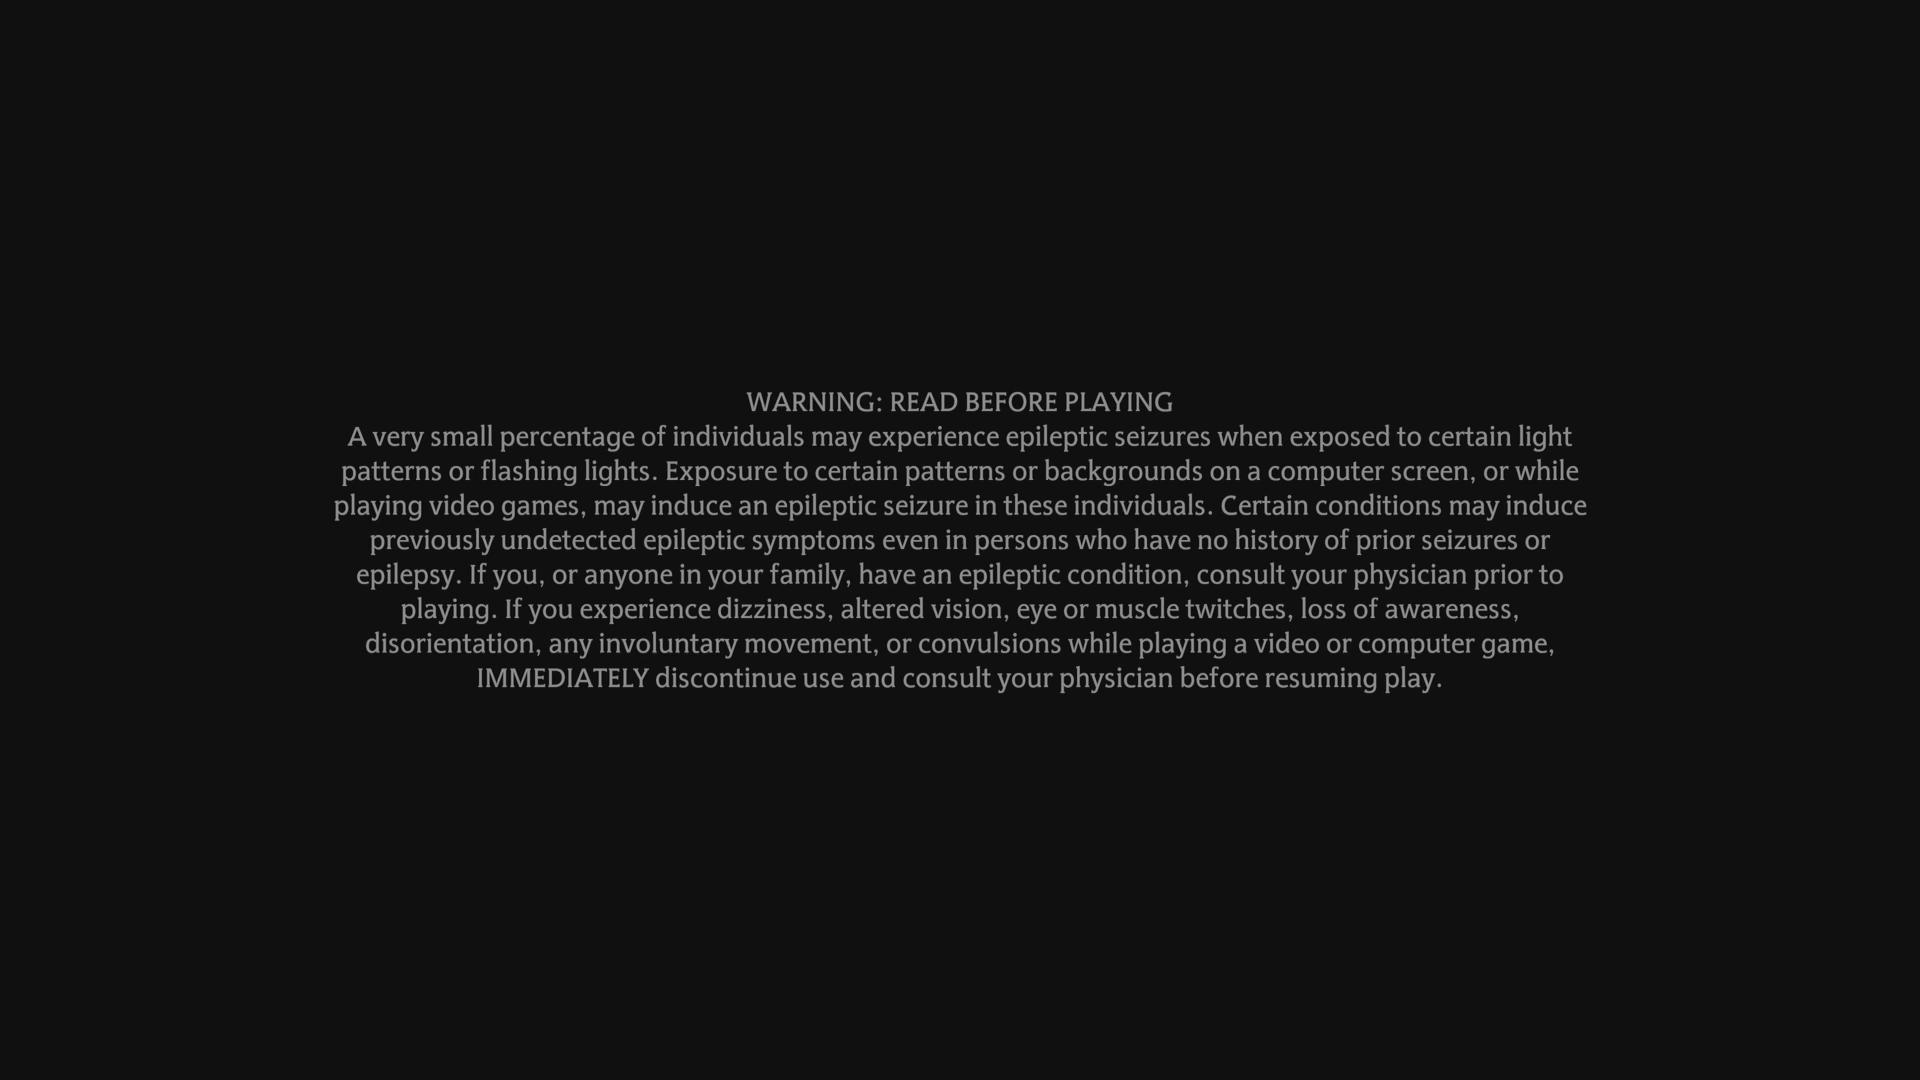 WARNING: READ BEFORE PLAYING
A very small percentage of individuals may experience epileptic seizures when exposed to certain light
patterns or flashing lights. Exposure to certain patterns or backgrounds on a computer screen, or while
playing video games, may induce an epileptic seizure in these individuals. Certain conditions may induce
previously undetected epileptic symptoms even in persons who have no history of prior seizures or
epilepsy. If you, or anyone in your family, have an epileptic condition, consult your physician prior to
playing. If you experience dizziness, altered vision, eye or muscle twitches, loss of awareness,
disorientation, any involuntary movement, or convulsions while playing a video or computer game,
IMMEDIATELY discontinue use and consult your physician before resuming play.